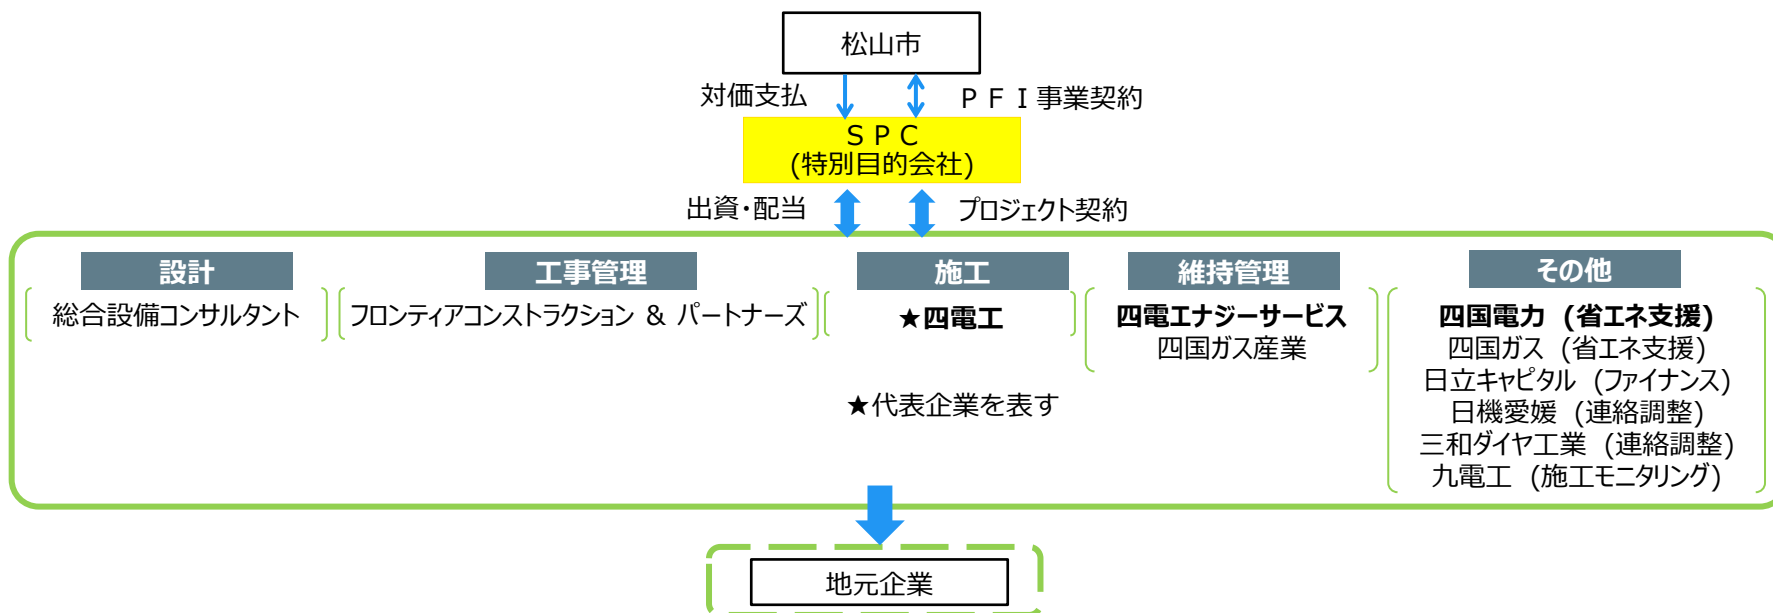 松山市
対価支払
ＰＦＩ事業契約
ＳＰＣ
(特別目的会社)
出資・配当
プロジェクト契約
設計
総合設備コンサルタント
工事管理
フロンティアコンストラクション & パートナーズ
施工
★四電工
維持管理
四電エナジーサービス
四国ガス産業
その他
四国電力 (省エネ支援)
四国ガス (省エネ支援)
日立キャピタル (ファイナンス)
日機愛媛 (連絡調整)
三和ダイヤ工業 (連絡調整)
九電工 (施工モニタリング)
★代表企業を表す
地元企業